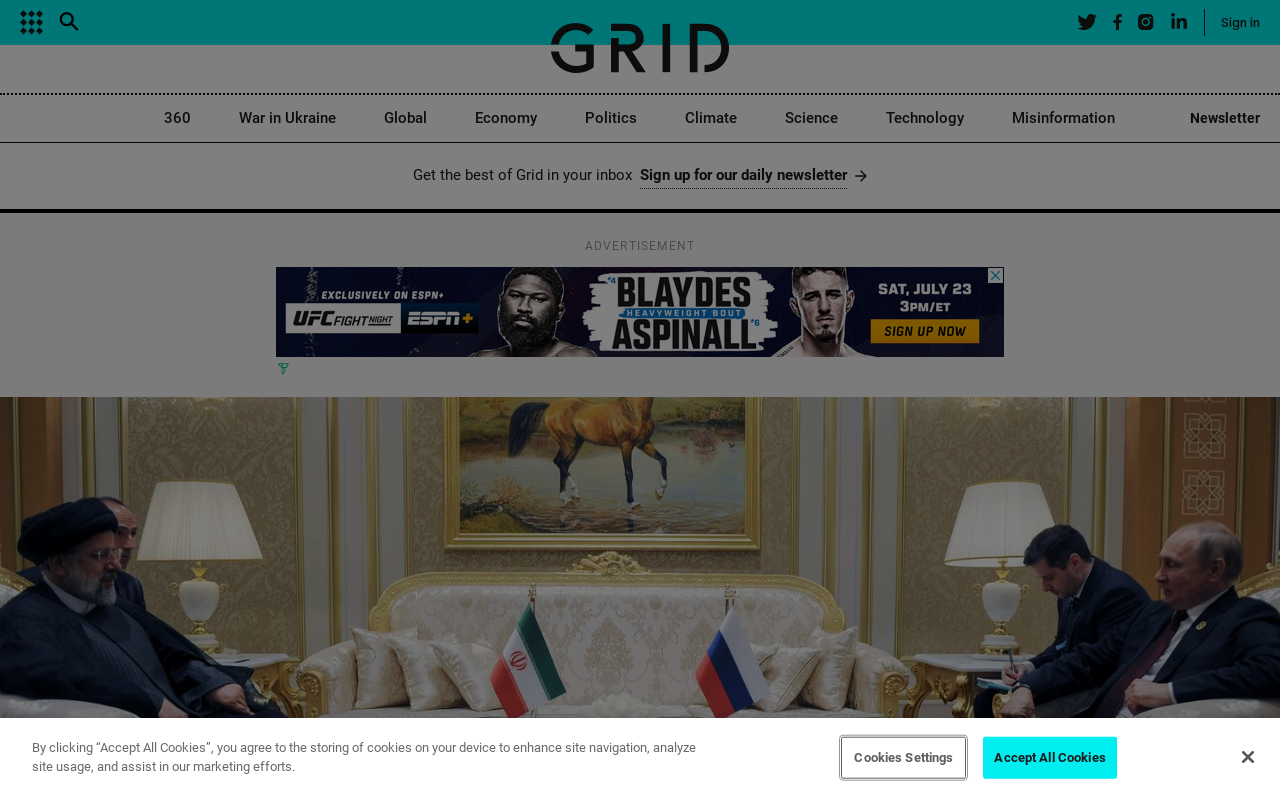 GRID
Sign in
360 War in Ukraine Global Economy Politics Climate Science Technology Misinformation Newsletter
Get the best of Grid in your inbox Sign up for our daily newsletter
ADVERTISEMENT
EXCLUSIVELY ON ESPN+
UFC FIGHT NIGHT ESPN+
#4 BLAYDES
HEAVYWEIGHT BOUT
ASPINALL #6
SAT, JULY 23
3PM/ET
SIGN UP NOW
By clicking “Accept All Cookies”, you agree to the storing of cookies on your device to enhance site navigation, analyze
site usage, and assist in our marketing efforts.
Cookies Settings
Accept All Cookies